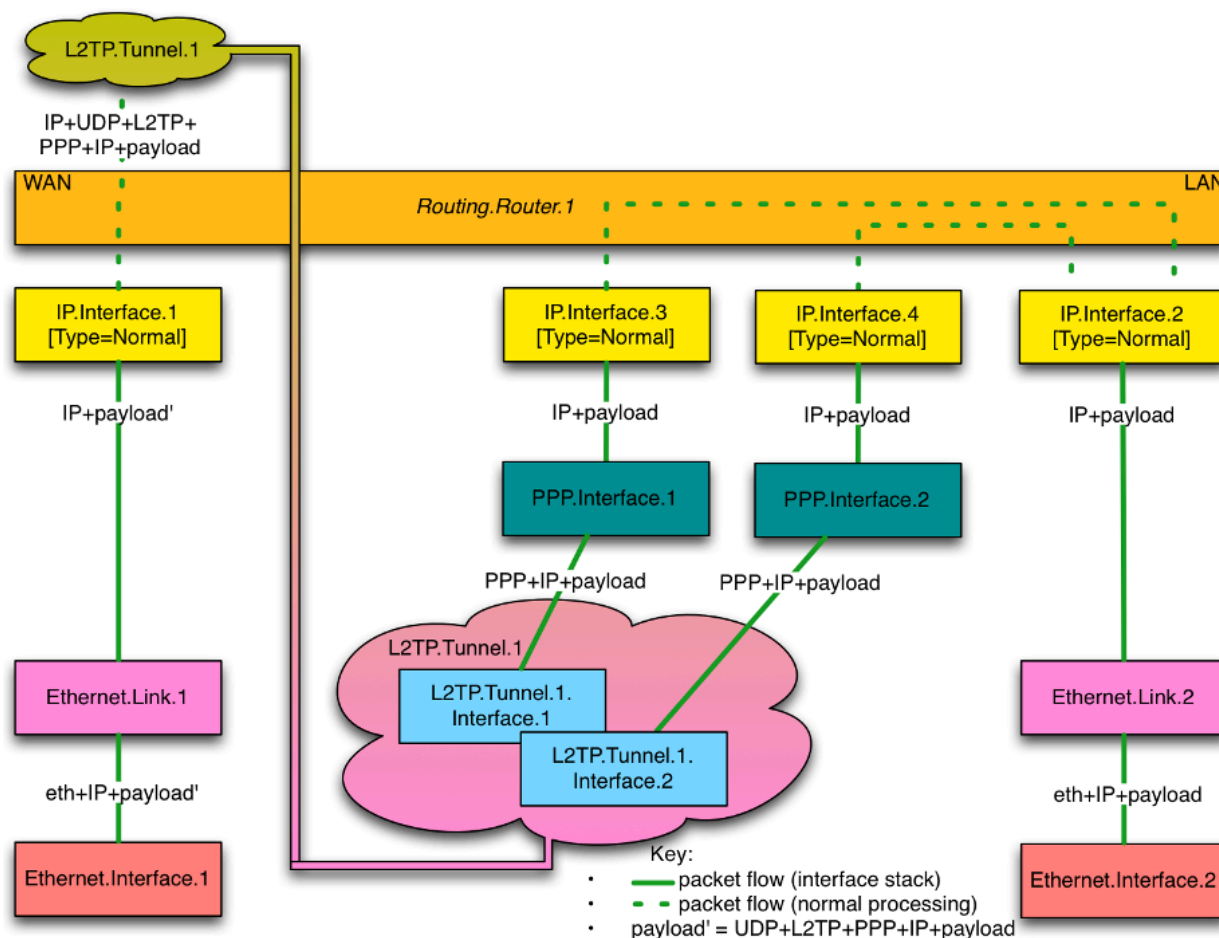 L2TP.Tunnel.1
IP+UDP+L2TP+
PPP+IP+payload
WAN
LAN
Routing.Router.1
IP.Interface.1
[Type=Normal]
IP.Interface.3
[Type=Normal]
IP.Interface.4
[Type=Normal]
IP.Interface.2
[Type=Normal]
IP+payload'
IP+payload
IP+payload
IP+payload
PPP.Interface.1
PPP.Interface.2
PPP+IP+payload
PPP+IP+payload
L2TP.Tunnel.1
L2TP.Tunnel.1.
Interface.1
L2TP.Tunnel.1.
Interface.2
Ethernet.Link.1
Ethernet.Link.2
eth+IP+payload'
eth+IP+payload
Ethernet.Interface.1
Ethernet.Interface.2
Key:
• packet flow (interface stack)
• packet flow (normal processing)
• payload' = UDP+L2TP+PPP+IP+payload